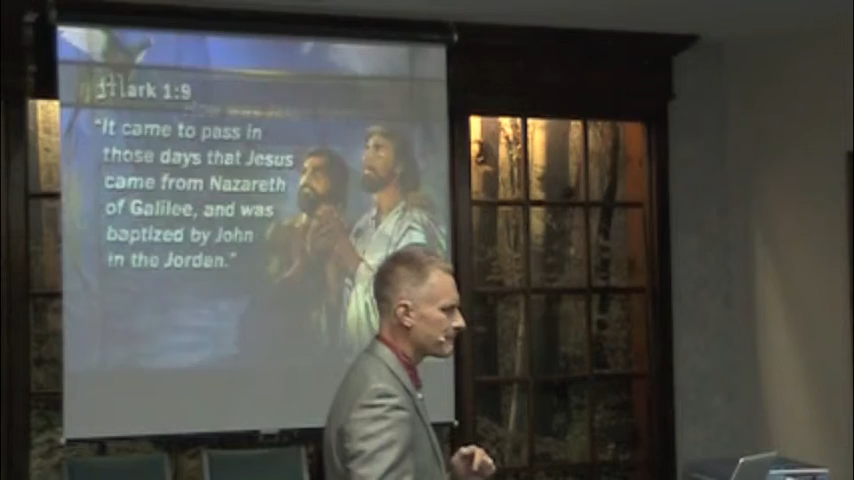 Mark 1:9
"It came to pass in
those days that Jesus
came from Nazareth
of Galilee, and was
baptized by John
in the Jordan."